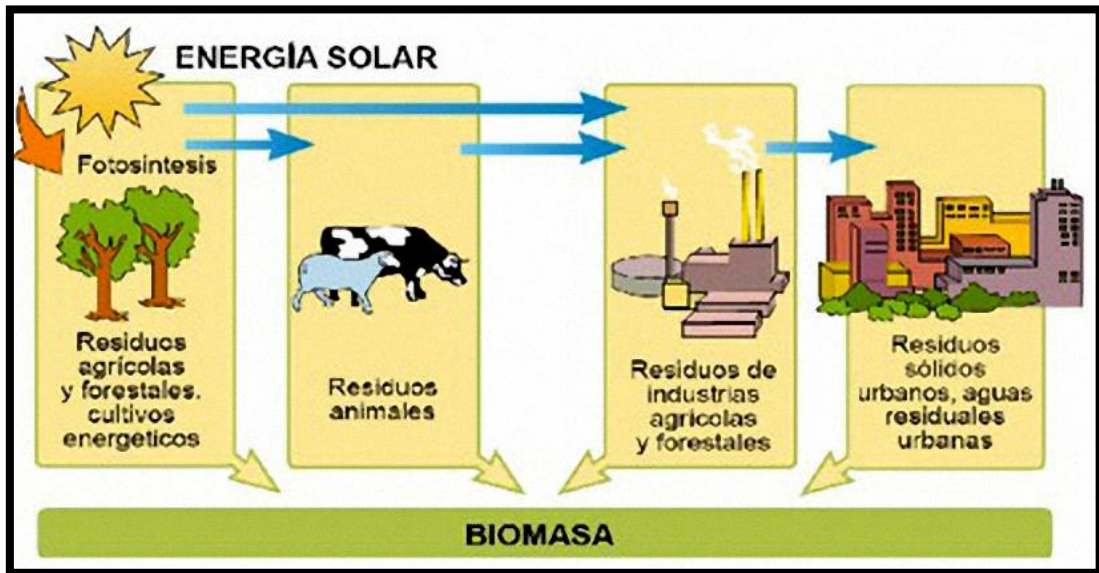 ENERGÍA SOLAR
Fotosíntesis
Residuos
agrícolas
y forestales.
cultivos
energéticos
Residuos
animales
Residuos de
industrias
agrícolas
y forestales
Residuos
sólidos
urbanos, aguas
residuales
urbanas
BIOMASA